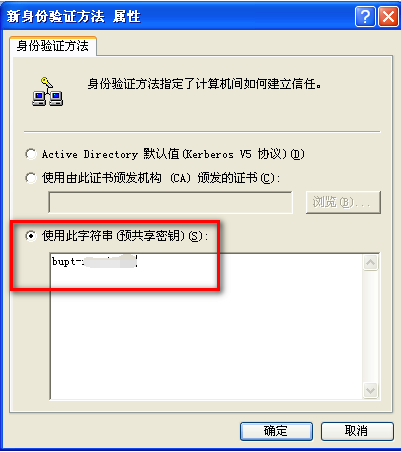 新身份验证方法 属性
身份验证方法
身份验证方法指定了计算机间如何建立信任。
Active Directory 默认值(Kerberos V5 协议)(D)
使用由此证书颁发机构 (CA) 颁发的证书(C):
浏览(B)...
使用此字符串(预共享密钥)(S):
bupt-
确定
取消